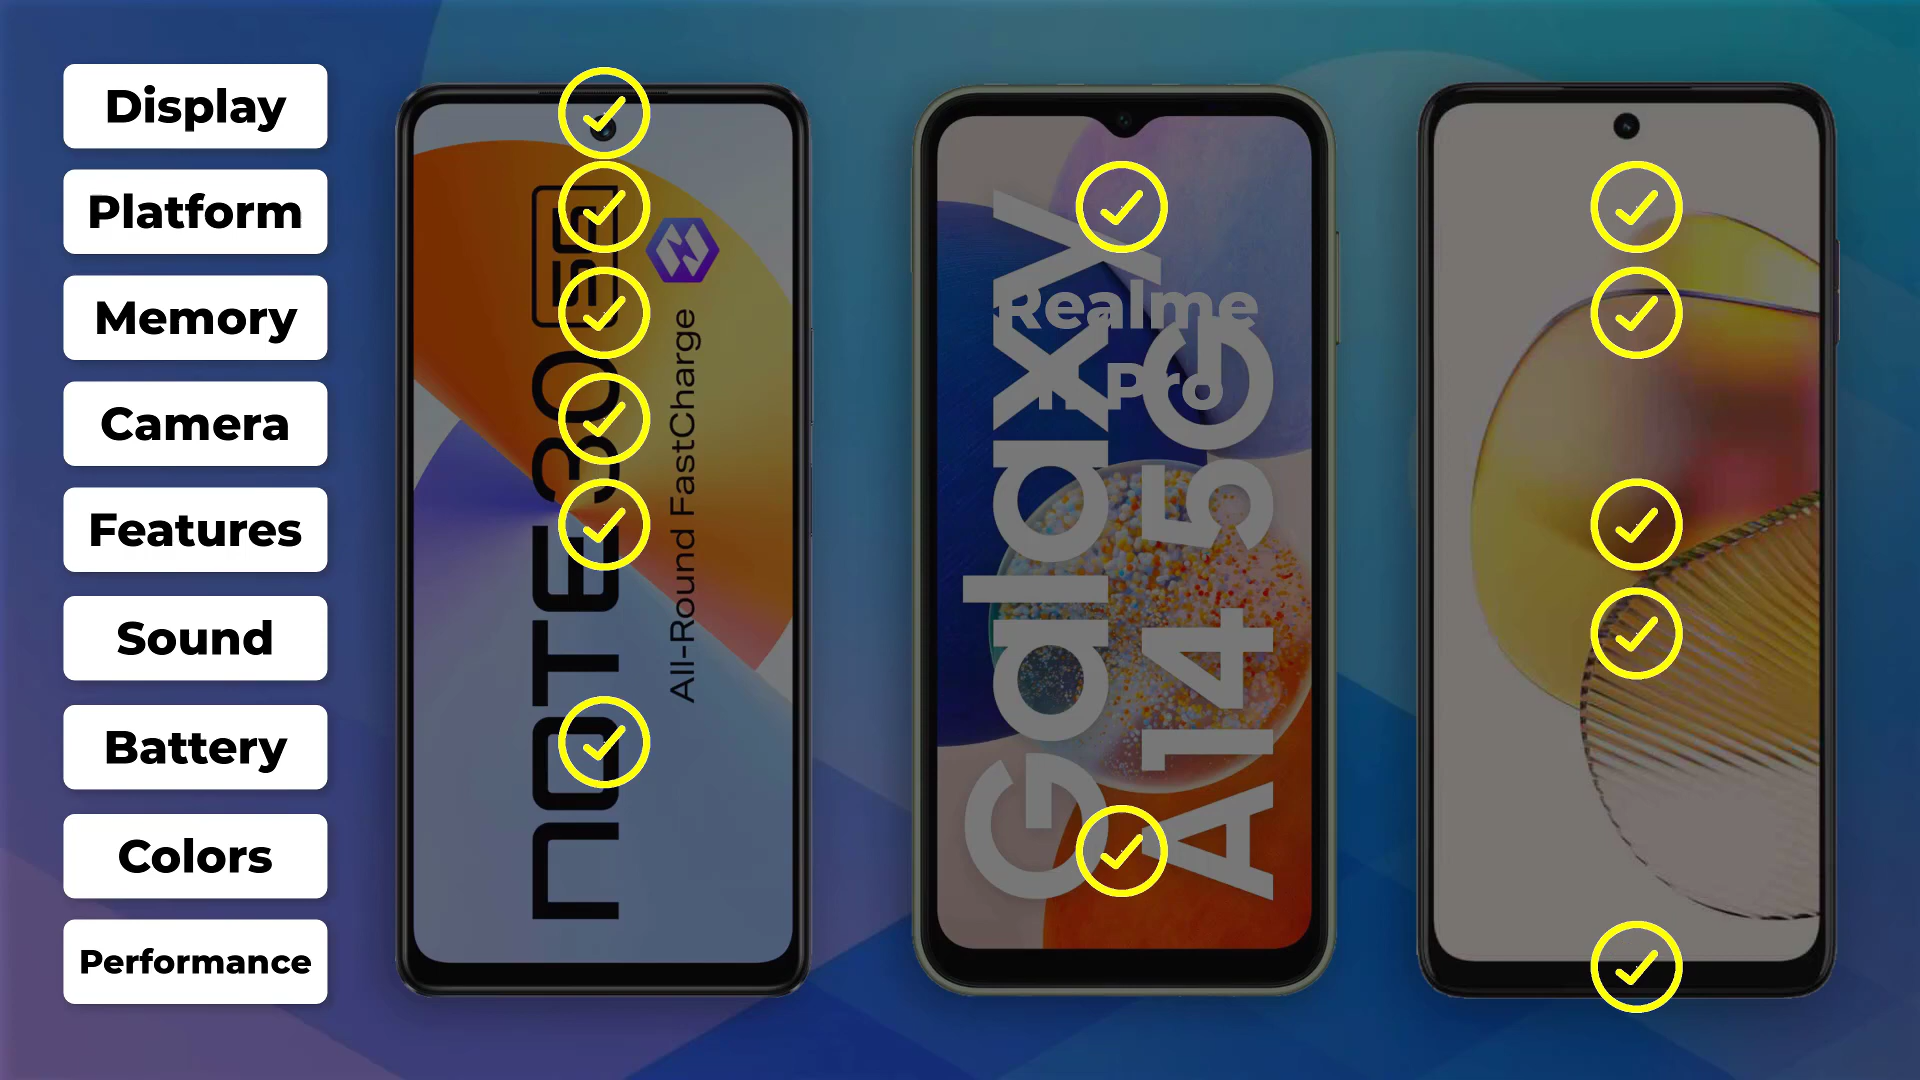 Display
Platform
Memory
Camera
Features
Sound
Battery
Colors
Performance
NOTE 30 5G
All-Round FastCharge
Galaxy
A14 5G
Realme
Pro